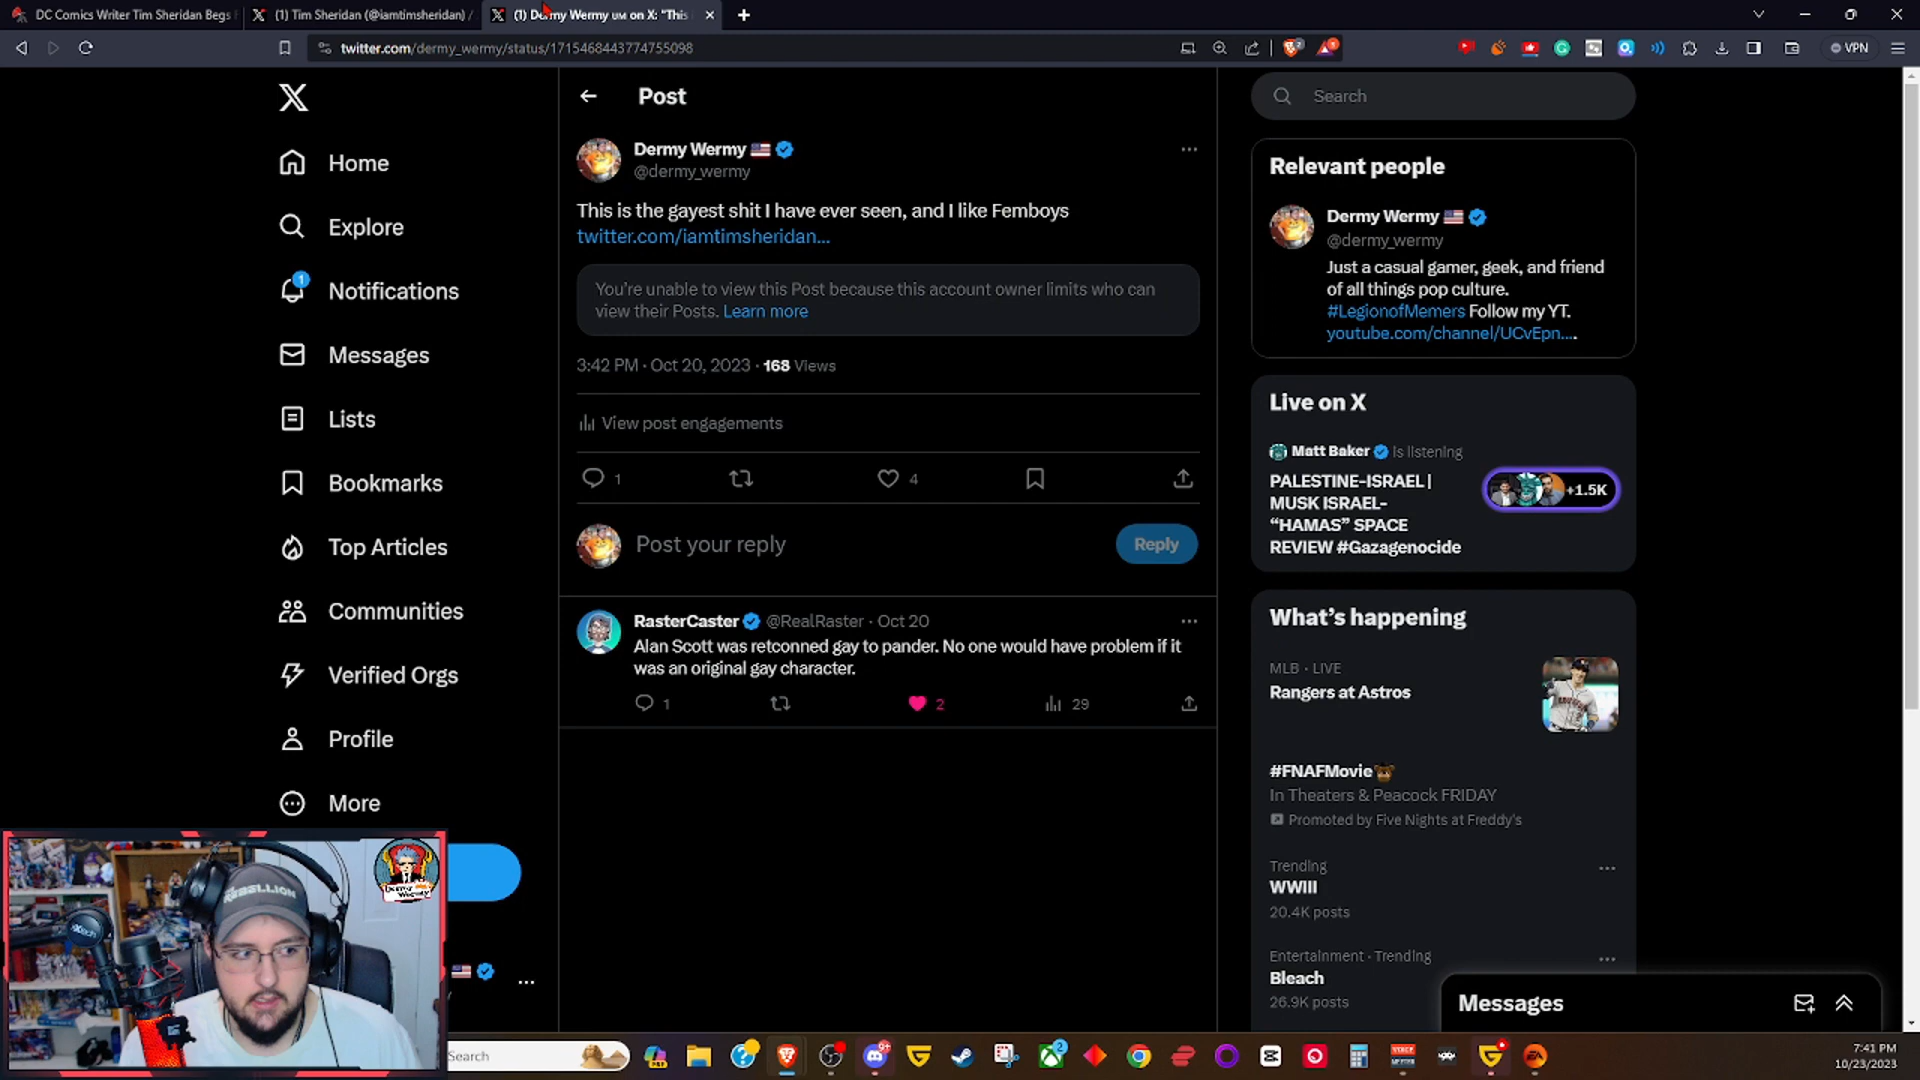 DC Comics Writer Tim Sheridan Begs
(1) Tim Sheridan (@iamtimsheridan) /
(1) Dermy Wermy 🇺🇸 on X: "This
twitter.com/dermy_wermy/status/1715468443774755098
VPN
Home
Explore
1
Notifications
Messages
Lists
Bookmarks
Top Articles
Communities
Verified Orgs
Profile
More
Post
Dermy Wermy 🇺🇸
@dermy_wermy
This is the gayest shit I have ever seen, and I like Femboys
twitter.com/iamtimsheridan...
You're unable to view this Post because this account owner limits who can
view their Posts. Learn more
3:42 PM · Oct 20, 2023 · 168 Views
View post engagements
1
4
Post your reply
Reply
RasterCaster @RealRaster · Oct 20
Alan Scott was retconned gay to pander. No one would have problem if it
was an original gay character.
1
2
29
Search
Relevant people
Dermy Wermy 🇺🇸
@dermy_wermy
Just a casual gamer, geek, and friend
of all things pop culture.
#LegionofMemers Follow my YT.
youtube.com/channel/UCvEpn....
Live on X
Matt Baker is listening
PALESTINE-ISRAEL |
MUSK ISRAEL-
“HAMAS” SPACE
REVIEW #Gazagenocide
+1.5K
What's happening
MLB · LIVE
Rangers at Astros
#FNAFMovie
In Theaters & Peacock FRIDAY
Promoted by Five Nights at Freddy's
Trending
WWIII
20.4K posts
Entertainment · Trending
Bleach
26.9K posts
Messages
REBELLION
Dermy
Wermy
Search
7:41 PM
10/23/2023